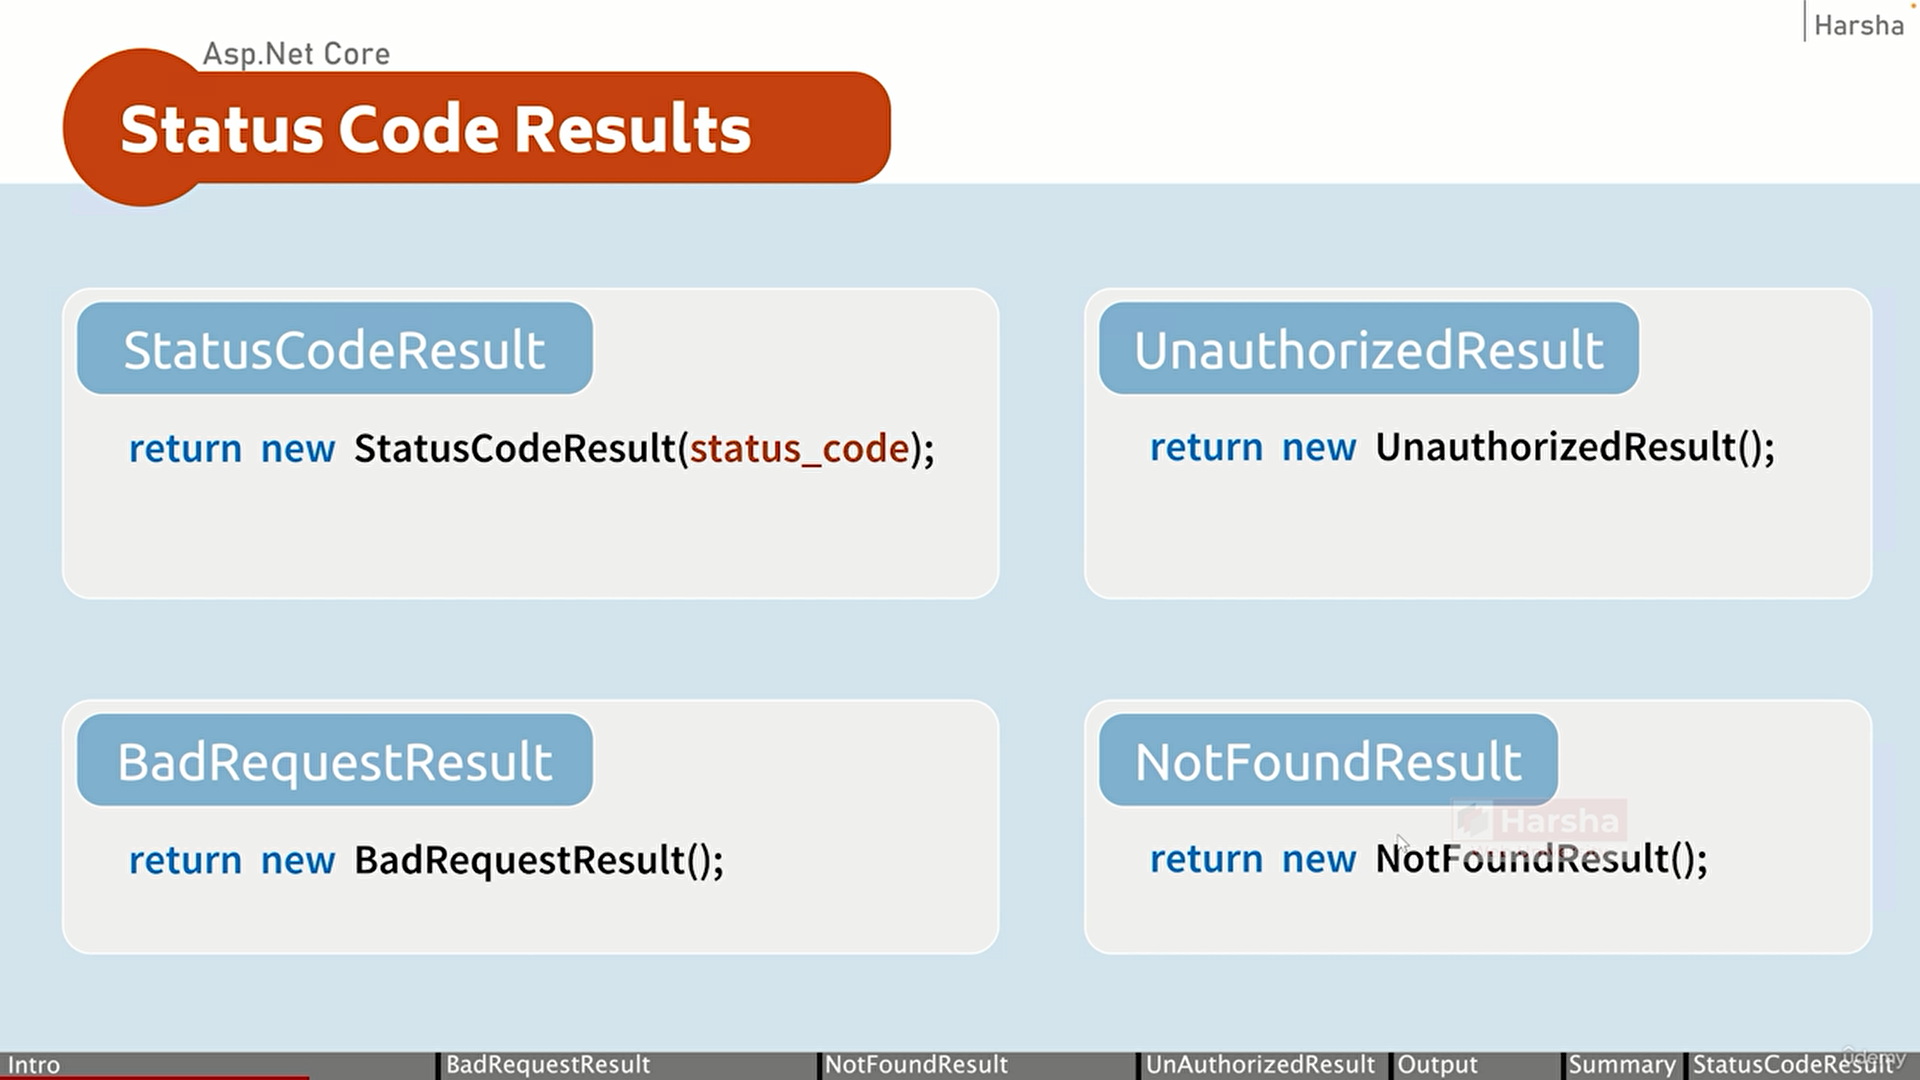 Asp.Net Core
Harsha
Status Code Results
StatusCodeResult
return new StatusCodeResult(status_code);
UnauthorizedResult
return new UnauthorizedResult();
BadRequestResult
return new BadRequestResult();
NotFoundResult
Harsha
return new NotFoundResult();
Intro
BadRequestResult
NotFoundResult
UnAuthorizedResult
Output
Summary
StatusCodeResult
ûdemy